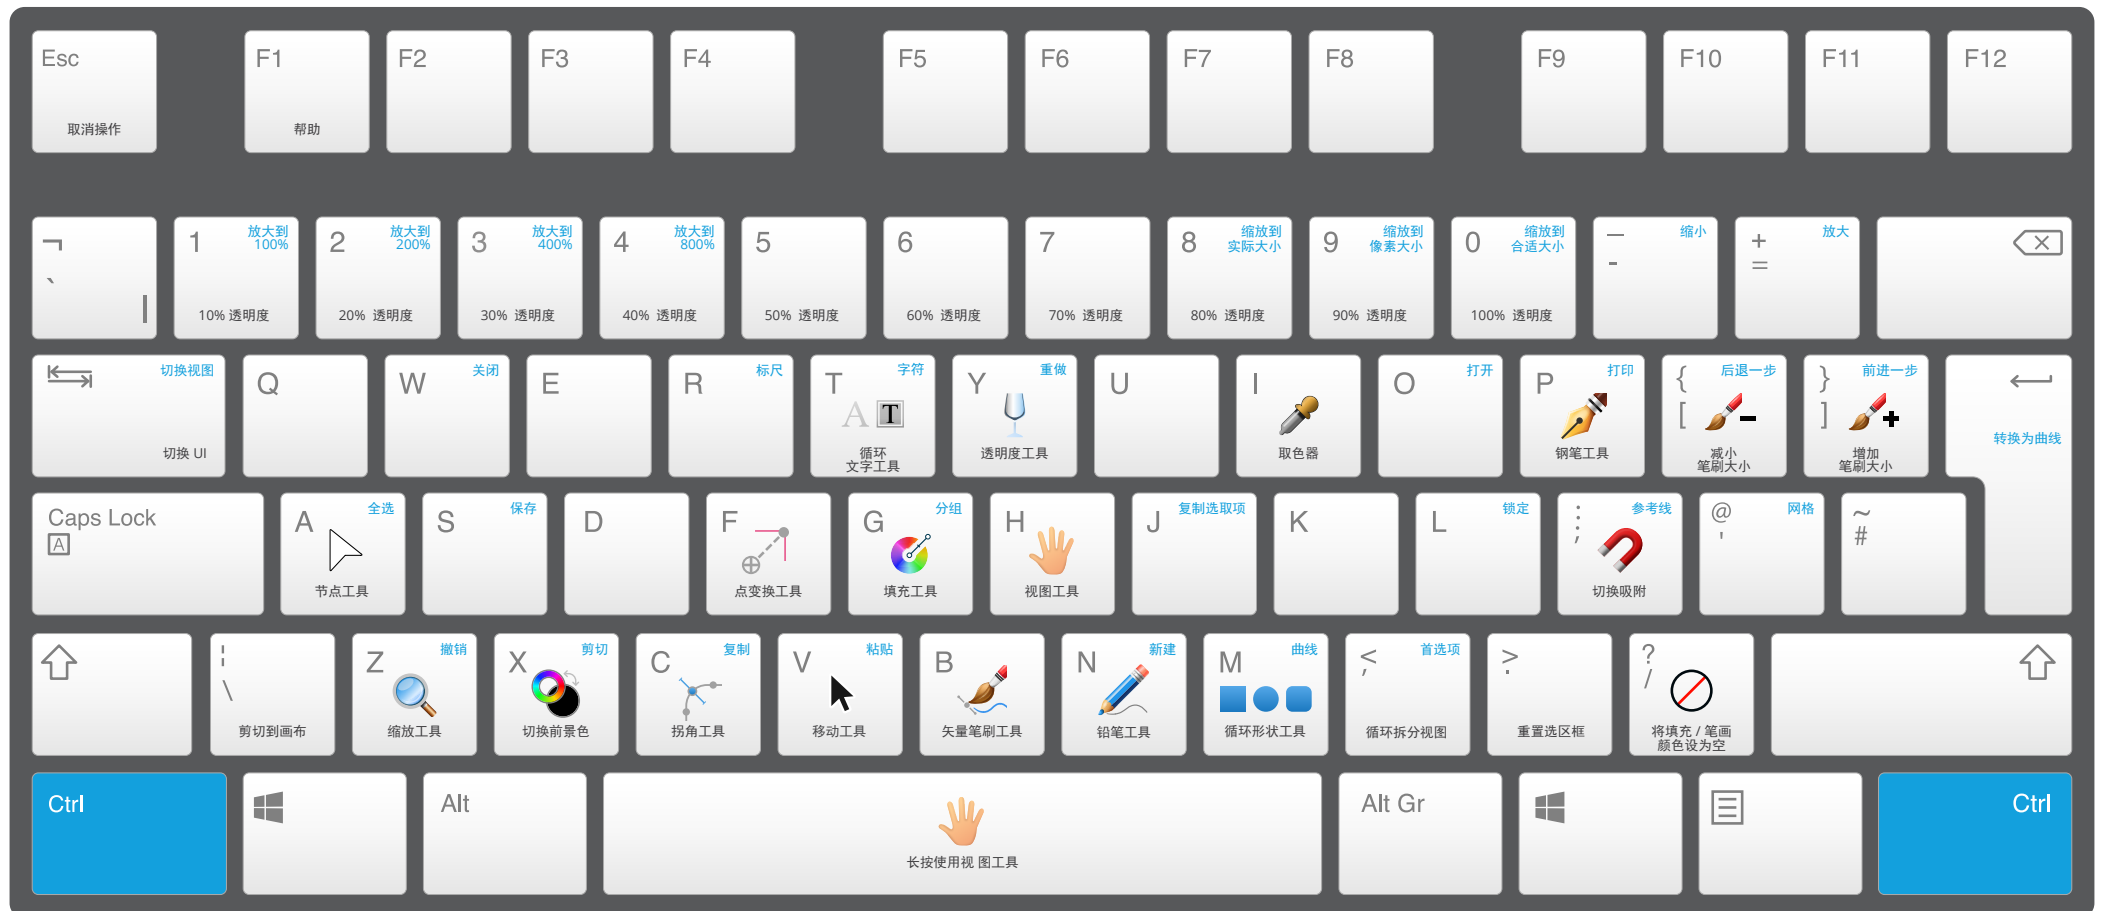 Esc
取消操作
F1
帮助
F2
F3
F4
F5
F6
F7
F8
F9
F10
F11
F12
¬
`
|
1
放大到
100%
10% 透明度
2
放大到
200%
20% 透明度
3
放大到
400%
30% 透明度
4
放大到
800%
40% 透明度
5
50% 透明度
6
60% 透明度
7
70% 透明度
8
缩放到
实际大小
80% 透明度
9
缩放到
像素大小
90% 透明度
0
缩放到
合适大小
100% 透明度
—
-
缩小
+
=
放大
切换视图
切换 UI
Q
W
关闭
E
R
标尺
T
字符
A T
循环
文字工具
Y
重做
透明度工具
U
I
取色器
O
打开
P
打印
钢笔工具
{
[
后退一步
减小
笔刷大小
}
]
前进一步
增加
笔刷大小
转换为曲线
Caps Lock
A
A
全选
节点工具
S
保存
D
F
点变换工具
G
分组
填充工具
H
视图工具
J
复制选取项
K
L
锁定
:
;
参考线
切换吸附
@
'
网格
~
#
¦
\
剪切到画布
Z
撤销
缩放工具
X
剪切
切换前景色
C
复制
拐角工具
V
粘贴
移动工具
B
矢量笔刷工具
N
新建
铅笔工具
M
曲线
循环形状工具
<
,
首选项
循环拆分视图
>
.
重置选区框
?
/
将填充 / 笔画
颜色设为空
Ctrl
Alt
长按使用视 图工具
Alt Gr
Ctrl